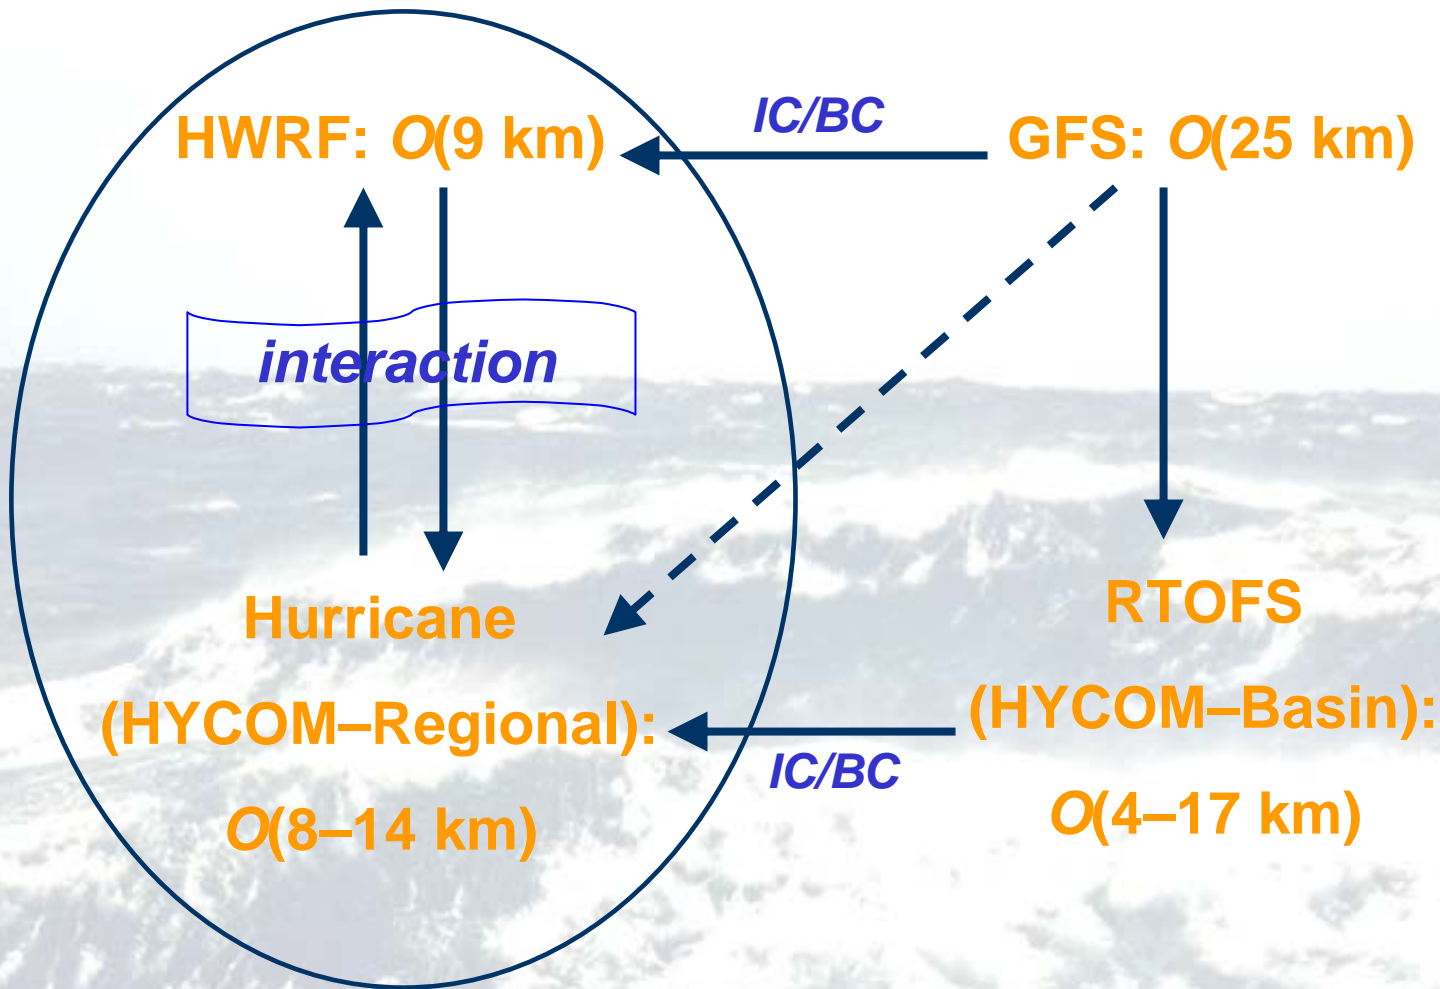 IC/BC
HWRF: O(9 km)
GFS: O(25 km)
interaction
Hurricane
(HYCOM–Regional):
O(8–14 km)
RTOFS
(HYCOM–Basin):
O(4–17 km)
IC/BC